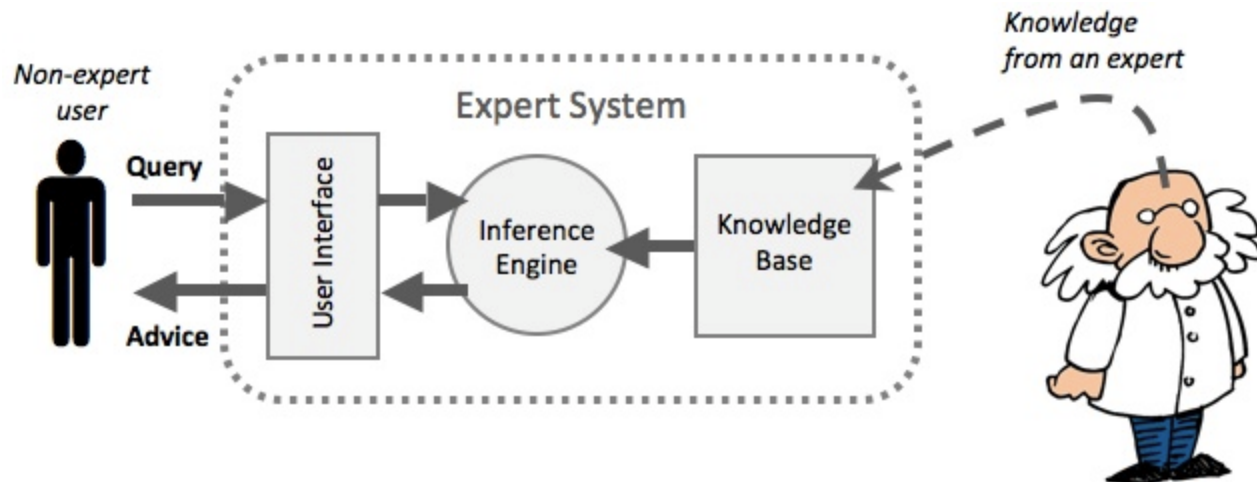 Knowledge
from an expert
Non-expert
user
Expert System
Query
User Interface
Inference
Engine
Knowledge
Base
Advice